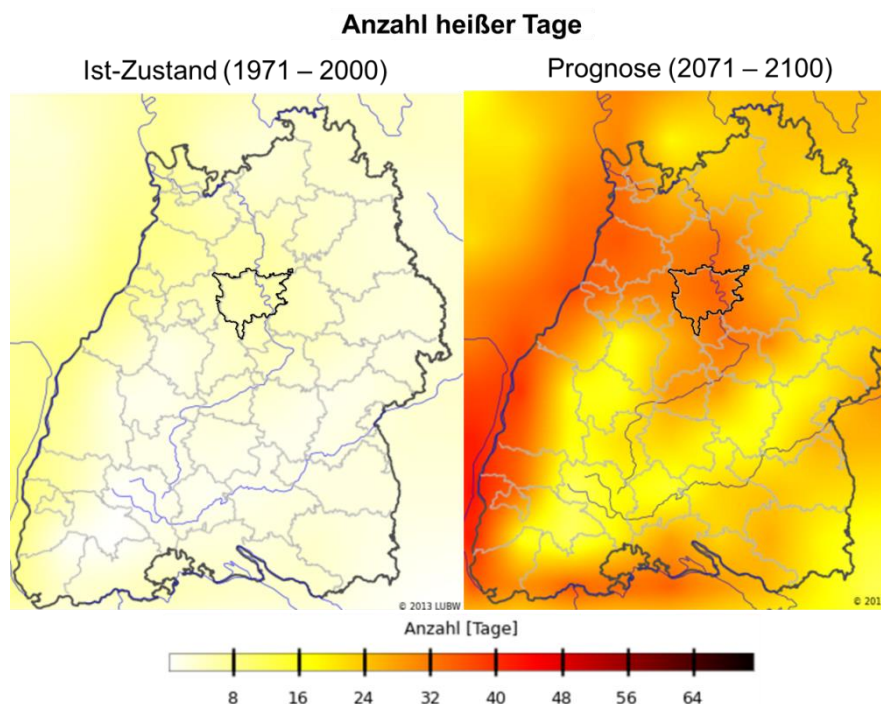 Anzahl heißer Tage
Ist-Zustand (1971 – 2000)
Prognose (2071 – 2100)
© 2013 LUBW
© 201
Anzahl [Tage]
8 16 24 32 40 48 56 64